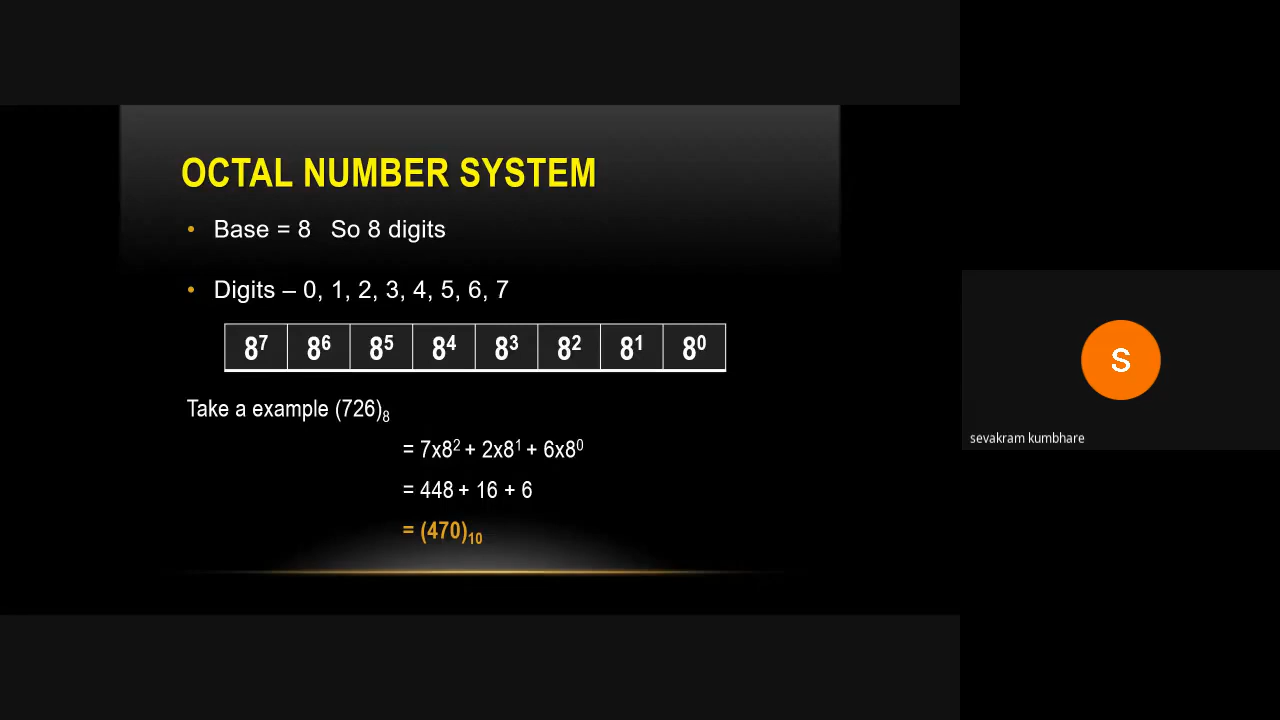 OCTAL NUMBER SYSTEM
• Base = 8 So 8 digits
• Digits – 0, 1, 2, 3, 4, 5, 6, 7
8⁷ 8⁶ 8⁵ 8⁴ 8³ 8² 8¹ 8⁰
Take a example (726)₈
= 7x8² + 2x8¹ + 6x8⁰
= 448 + 16 + 6
= (470)₁₀
S
sevakram kumbhare